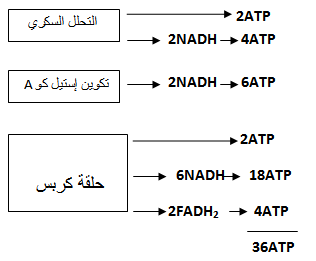 التحلل السكري
2ATP
2NADH 4ATP
تكوين إستيل كو A
2NADH 6ATP
حلقة كربس
2ATP
6NADH 18ATP
2FADH₂ 4ATP
36ATP